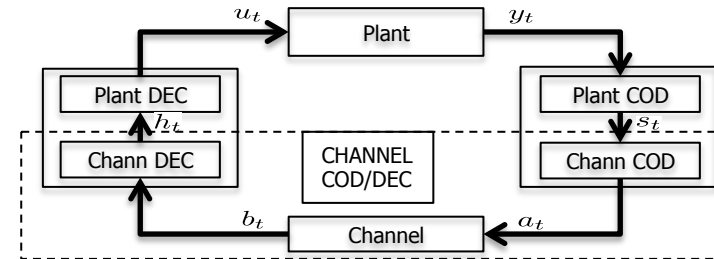 u_t
y_t
Plant
Plant DEC
Plant COD
h_t
s_t
Chann DEC
CHANNEL
COD/DEC
Chann COD
b_t
a_t
Channel